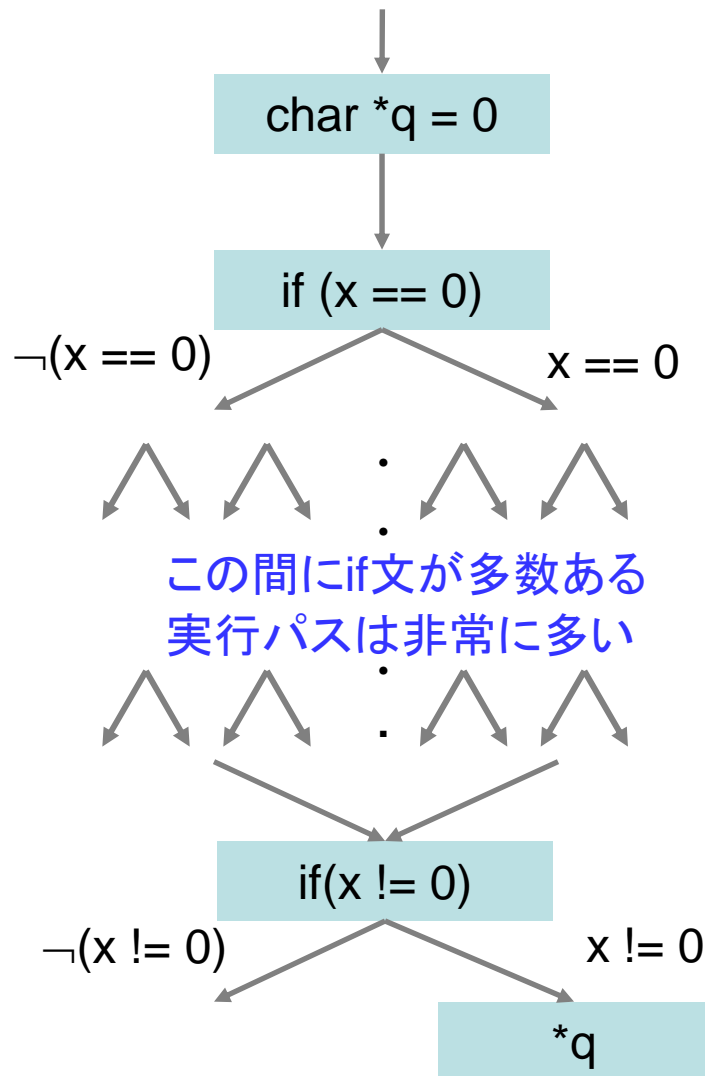 char *q = 0
if (x == 0)
¬(x == 0)
x == 0
.
.
この間にif文が多数ある
実行パスは非常に多い
.
.
if(x != 0)
¬(x != 0)
x != 0
*q